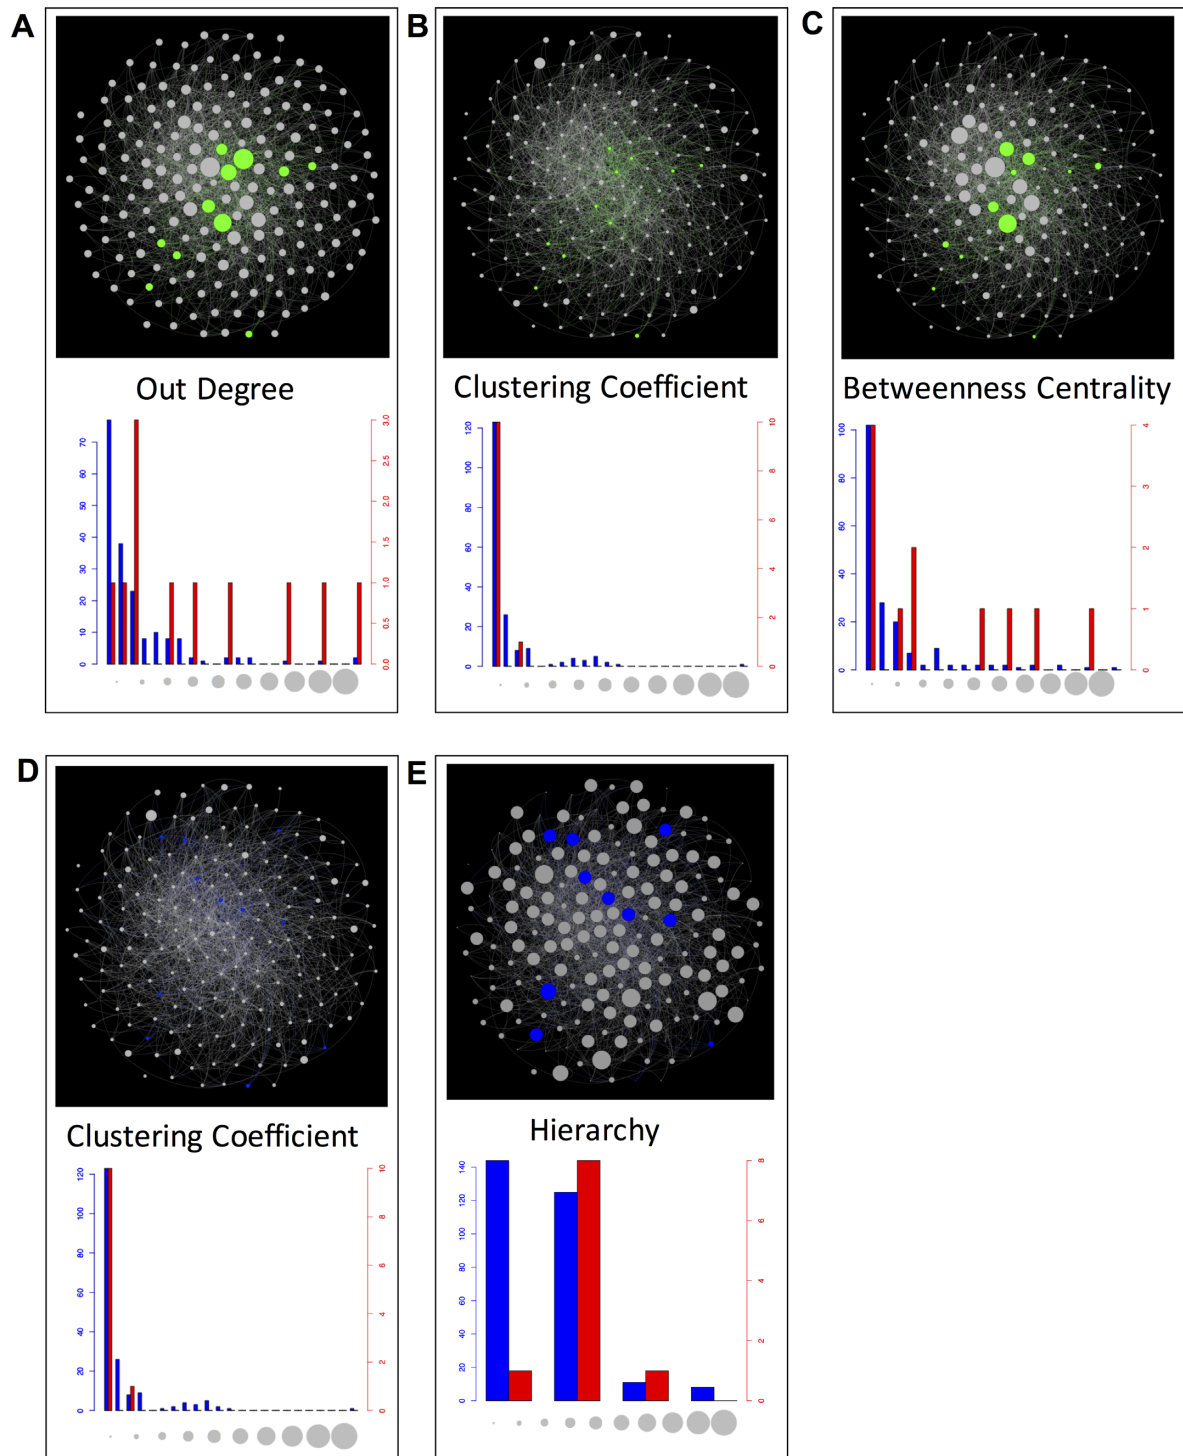 A
B
C
Out Degree
Clustering Coefficient
Betweenness Centrality
0 10 20 30 40 50 60 70
0.0 0.5 1.0 1.5 2.0 2.5 3.0
0 20 40 60 80 100 120
0 2 4 6 8 10
0 20 40 60 80 100
0 1 2 3 4
D
E
Clustering Coefficient
Hierarchy
0 20 40 60 80 100 120
0 2 4 6 8 10
0 20 40 60 80 100 120 140
0 2 4 6 8